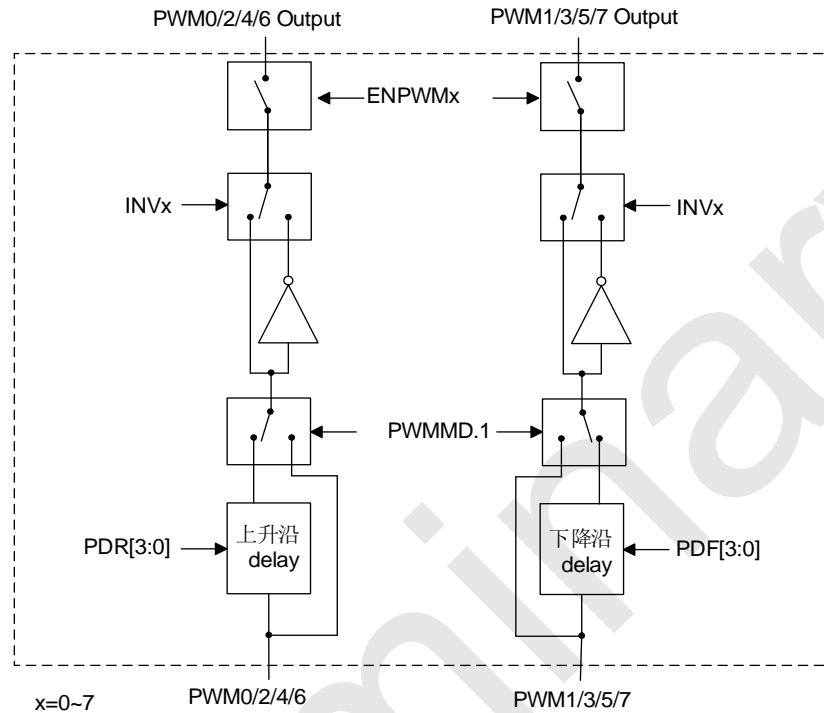 PWM0/2/4/6 Output
PWM1/3/5/7 Output
ENPWMx
INVx
INVx
PWMMD.1
PDR[3:0]
上升沿
delay
下降沿
delay
PDF[3:0]
PWM0/2/4/6
PWM1/3/5/7
x=0~7